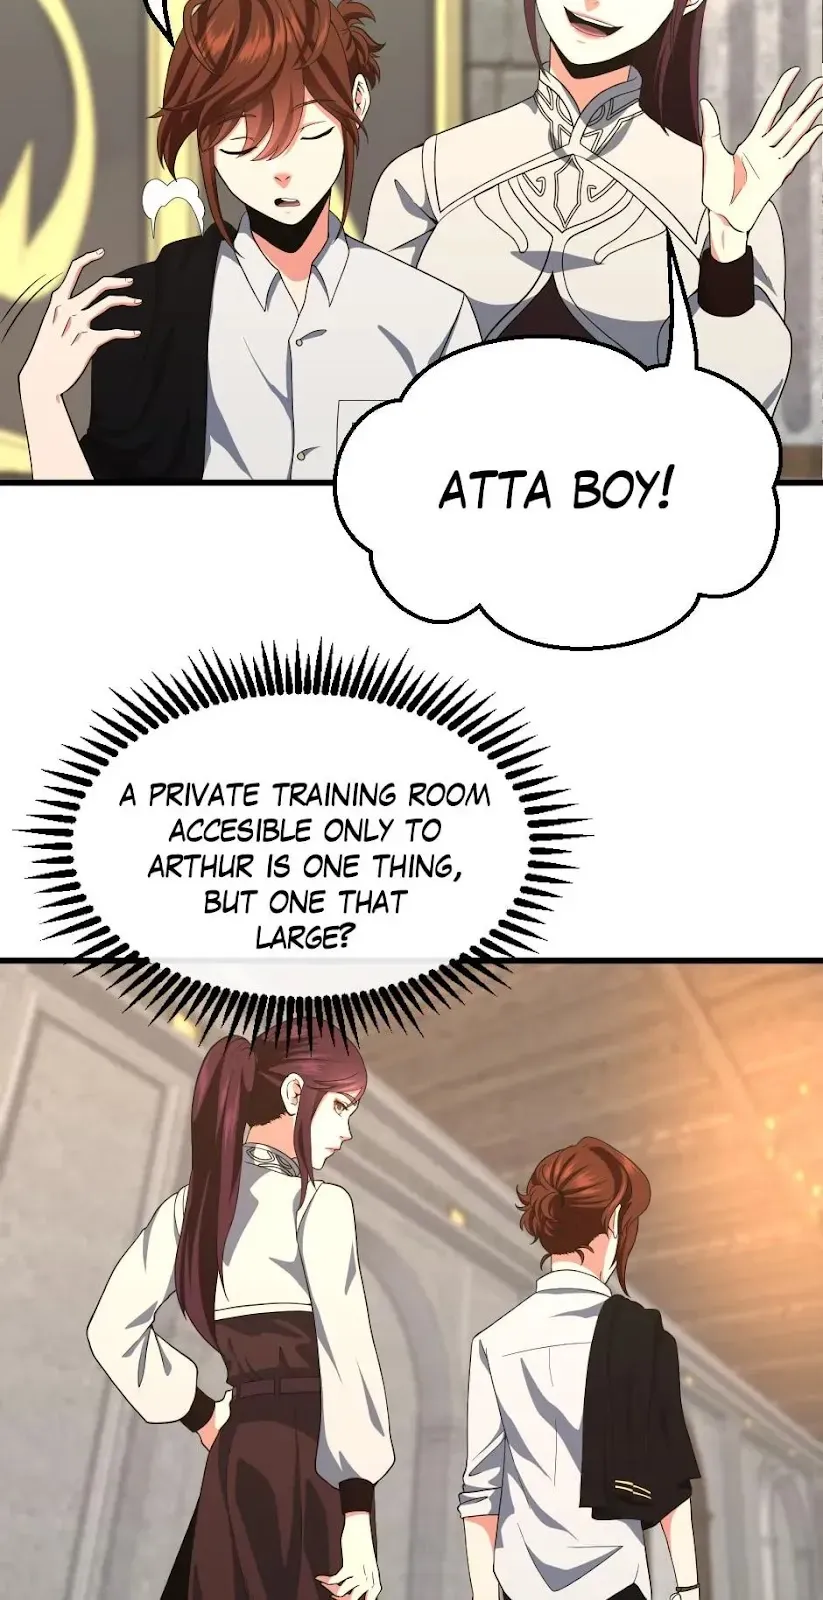 ATTA BOY!
A PRIVATE TRAINING ROOM
ACCESIBLE ONLY TO
ARTHUR IS ONE THING,
BUT ONE THAT
LARGE?